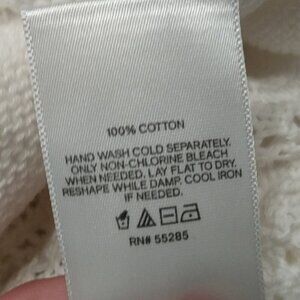 100% COTTON
HAND WASH COLD SEPARATELY.
ONLY NON-CHLORINE BLEACH
WHEN NEEDED. LAY FLAT TO DRY.
RESHAPE WHILE DAMP. COOL IRON
IF NEEDED.
RN# 55285